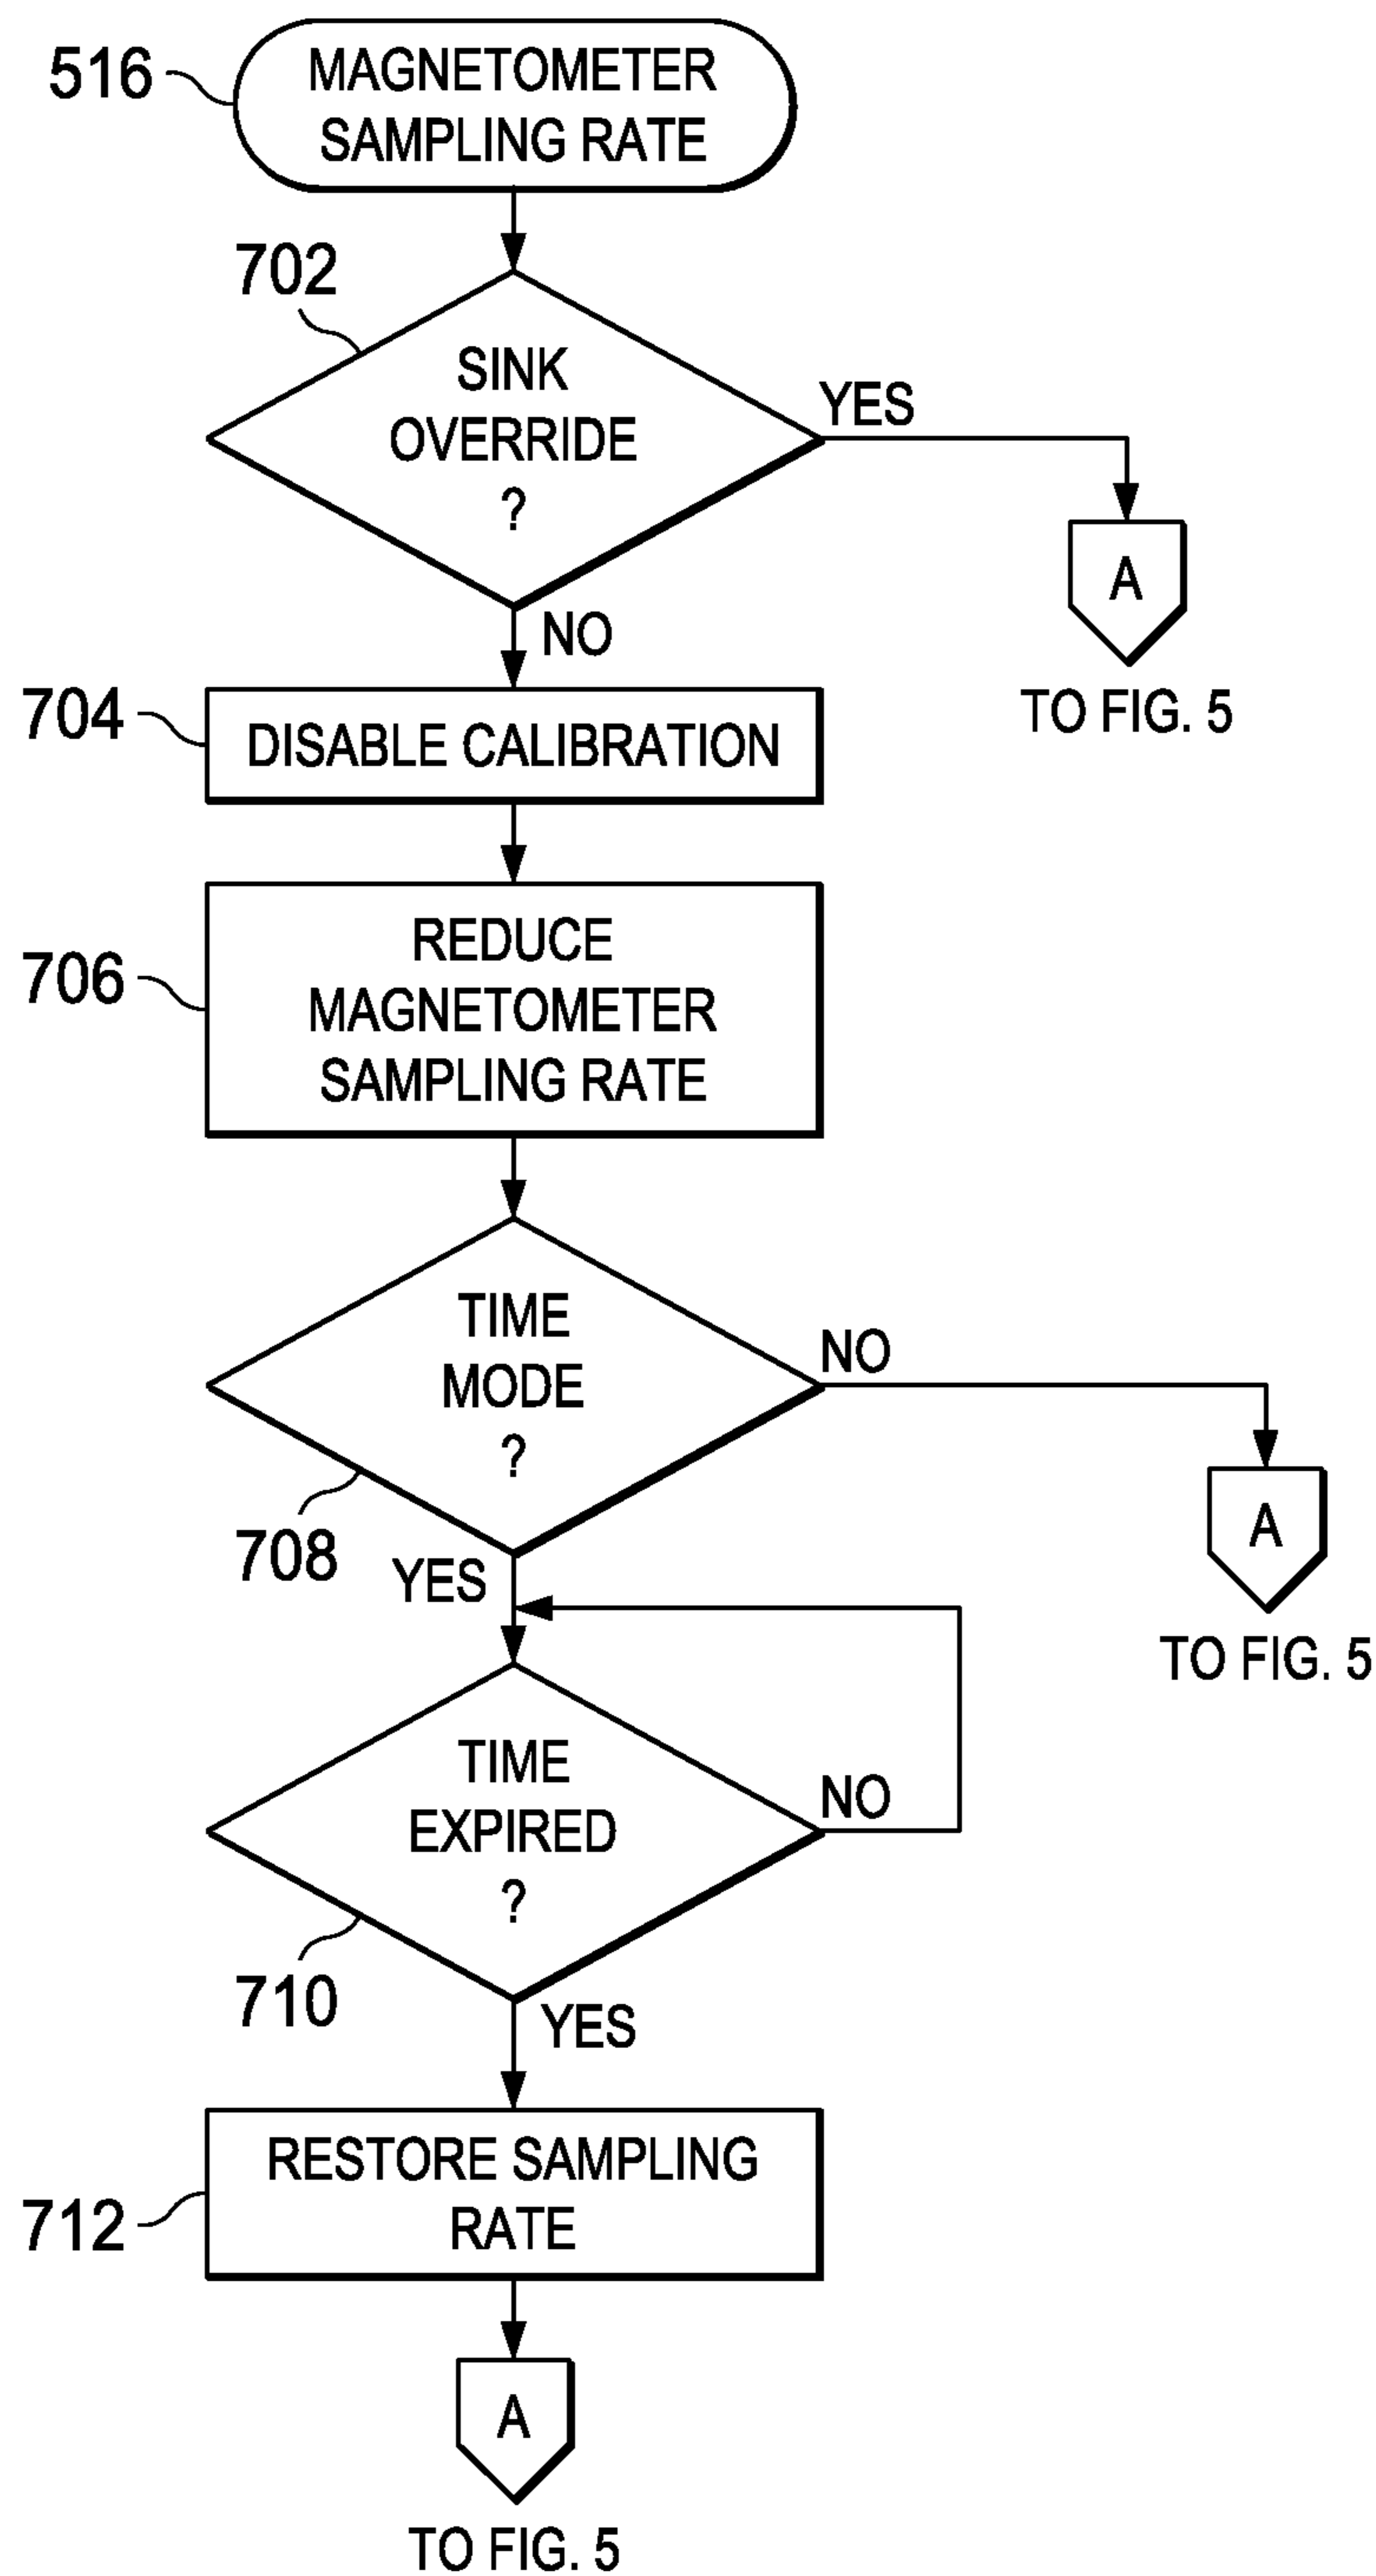 516
MAGNETOMETER
SAMPLING RATE
702
SINK
OVERRIDE
?
YES
A
TO FIG. 5
NO
704
DISABLE CALIBRATION
706
REDUCE
MAGNETOMETER
SAMPLING RATE
TIME
MODE
?
NO
A
TO FIG. 5
708
YES
TIME
EXPIRED
?
NO
710
YES
712
RESTORE SAMPLING
RATE
A
TO FIG. 5